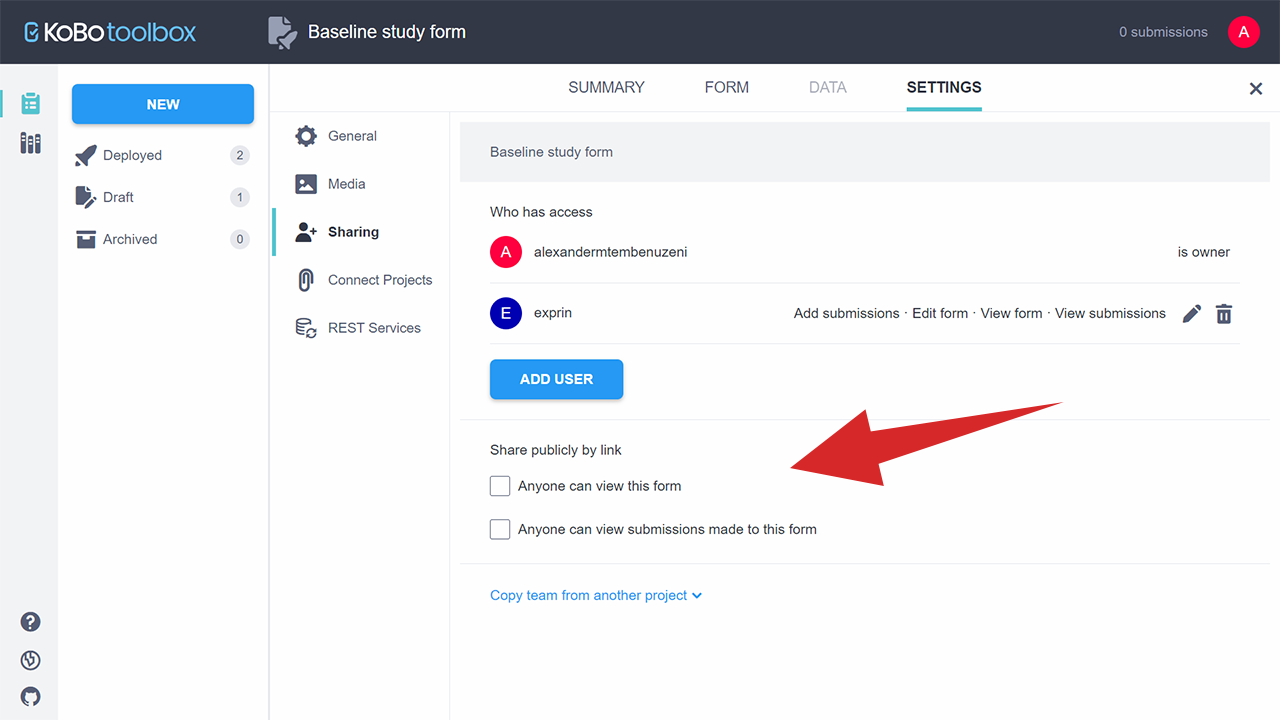 KoBo toolbox
Baseline study form
0 submissions
A
SUMMARY
FORM
DATA
SETTINGS
NEW
Deployed 2
Draft 1
Archived 0
General
Media
Sharing
Connect Projects
REST Services
Baseline study form
Who has access
A alexandermtembenuzeni is owner
E exprin Add submissions · Edit form · View form · View submissions
ADD USER
Share publicly by link
Anyone can view this form
Anyone can view submissions made to this form
Copy team from another project